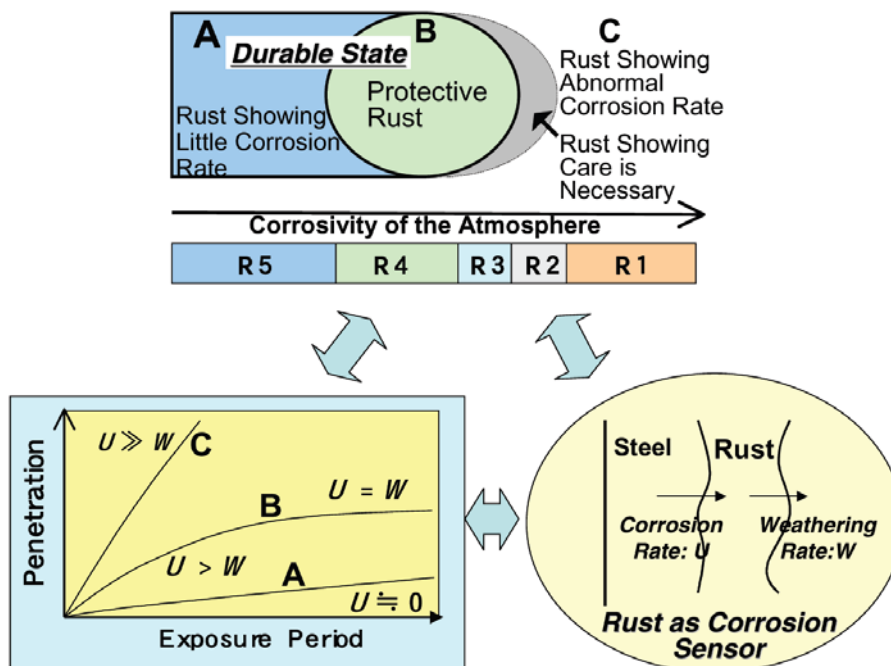 A
B
C
Durable State
Protective
Rust
Rust Showing
Little Corrosion
Rate
Rust Showing
Abnormal
Corrosion Rate
Rust Showing
Care is
Necessary
Corrosivity of the Atmosphere
R5 R4 R3 R2 R1
Penetration
U ≫ W
C
B
U = W
U > W
A
U ≒ 0
Exposure Period
Steel
Rust
Corrosion
Rate: U
Weathering
Rate:W
Rust as Corrosion
Sensor